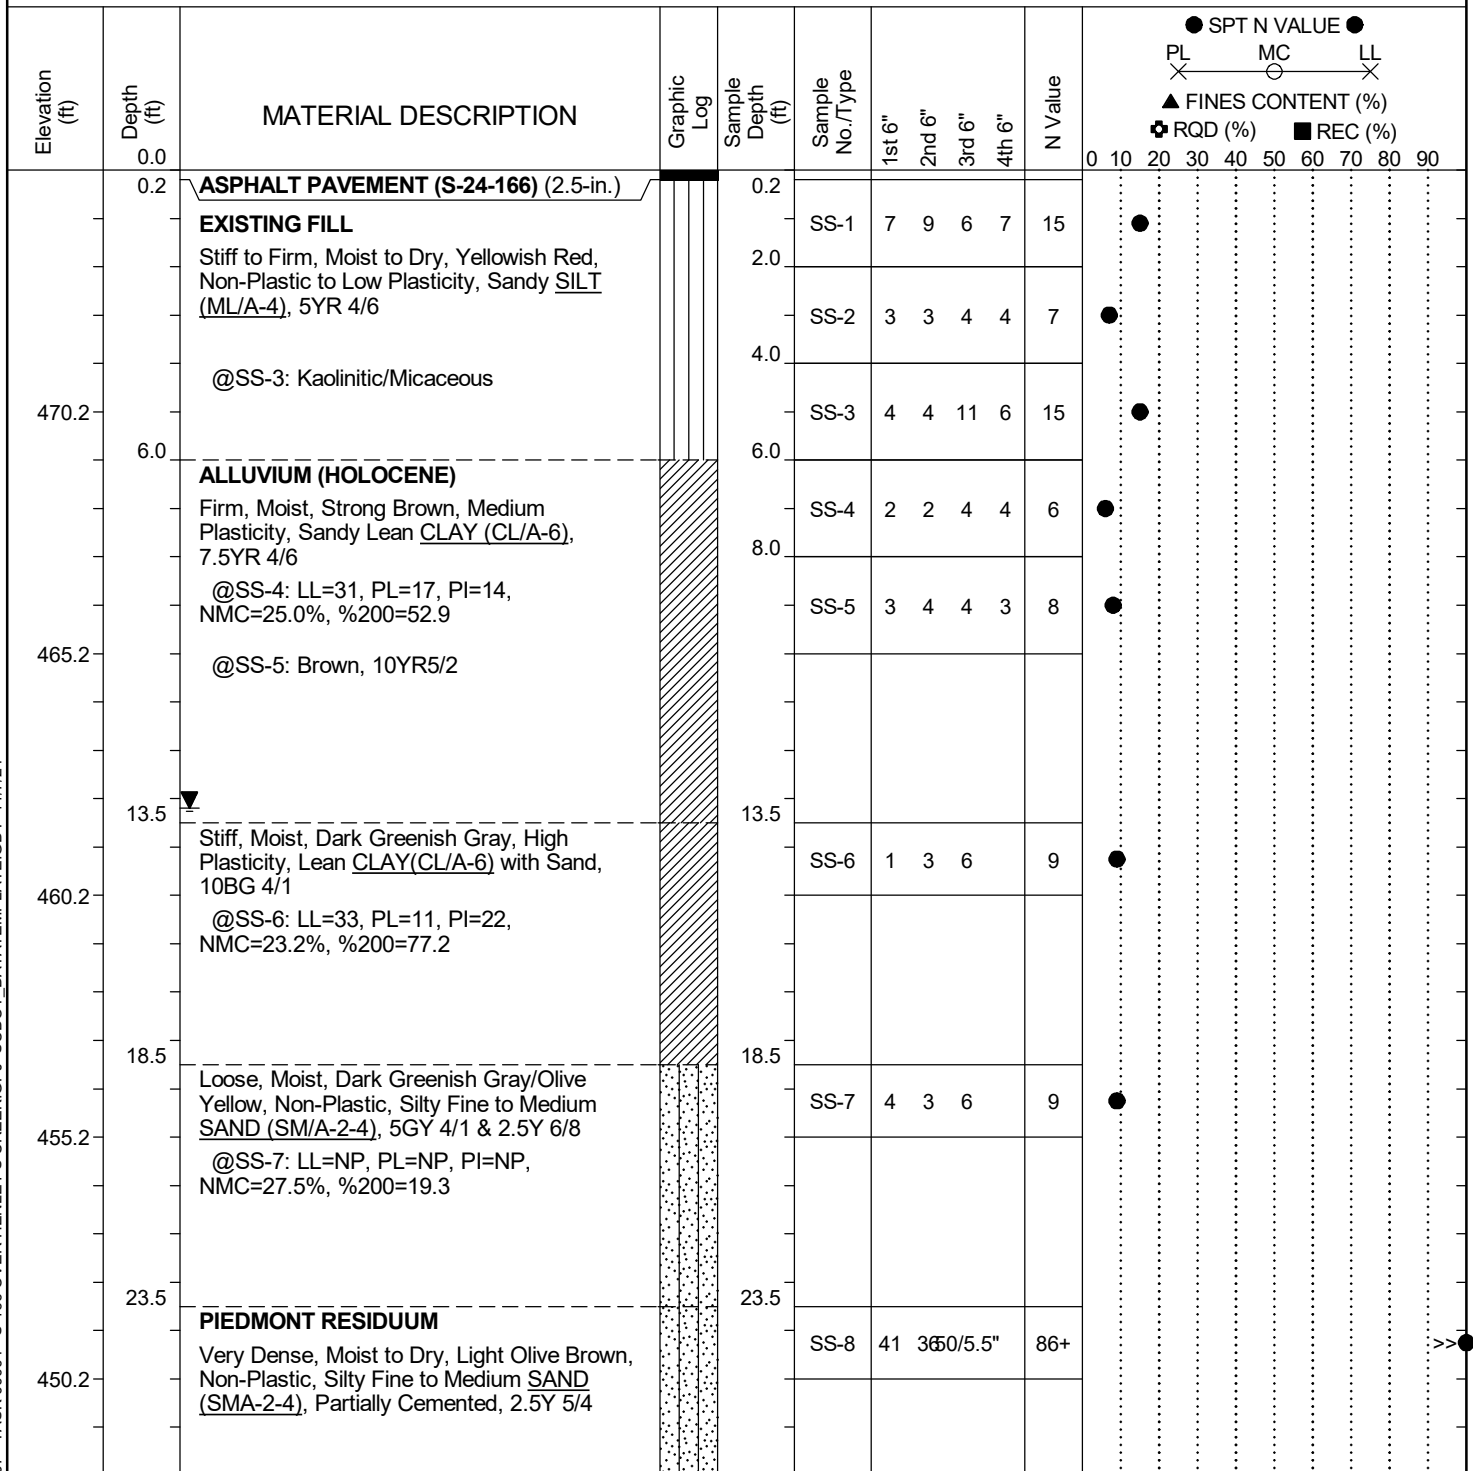 ● SPT N VALUE ●
PL MC LL
▲ FINES CONTENT (%)
RQD (%) ■ REC (%)
0 10 20 30 40 50 60 70 80 90
Elevation (ft)
Depth (ft)
MATERIAL DESCRIPTION
Graphic Log
Sample Depth (ft)
Sample No./Type
1st 6"
2nd 6"
3rd 6"
4th 6"
N Value
0.0
0.2 ASPHALT PAVEMENT (S-24-166) (2.5-in.) 0.2
EXISTING FILL
SS-1 7 9 6 7 15
Stiff to Firm, Moist to Dry, Yellowish Red,
2.0
Non-Plastic to Low Plasticity, Sandy SILT
(ML/A-4), 5YR 4/6
SS-2 3 3 4 4 7
4.0
@SS-3: Kaolinitic/Micaceous
470.2 SS-3 4 4 11 6 15
6.0 6.0
ALLUVIUM (HOLOCENE)
Firm, Moist, Strong Brown, Medium
SS-4 2 2 4 4 6
Plasticity, Sandy Lean CLAY (CL/A-6),
8.0
7.5YR 4/6
@SS-4: LL=31, PL=17, PI=14,
SS-5 3 4 4 3 8
NMC=25.0%, %200=52.9
465.2
@SS-5: Brown, 10YR5/2
13.5 13.5
Stiff, Moist, Dark Greenish Gray, High
Plasticity, Lean CLAY(CL/A-6) with Sand,
SS-6 1 3 6 9
10BG 4/1
460.2
@SS-6: LL=33, PL=11, PI=22,
NMC=23.2%, %200=77.2
18.5 18.5
Loose, Moist, Dark Greenish Gray/Olive
Yellow, Non-Plastic, Silty Fine to Medium
SS-7 4 3 6 9
SAND (SM/A-2-4), 5GY 4/1 & 2.5Y 6/8
455.2
@SS-7: LL=NP, PL=NP, PI=NP,
NMC=27.5%, %200=19.3
23.5 23.5
PIEDMONT RESIDUUM
SS-8 41 36 50/5.5" 86+ >>
Very Dense, Moist to Dry, Light Olive Brown,
Non-Plastic, Silty Fine to Medium SAND
450.2
(SMA-2-4), Partially Cemented, 2.5Y 5/4